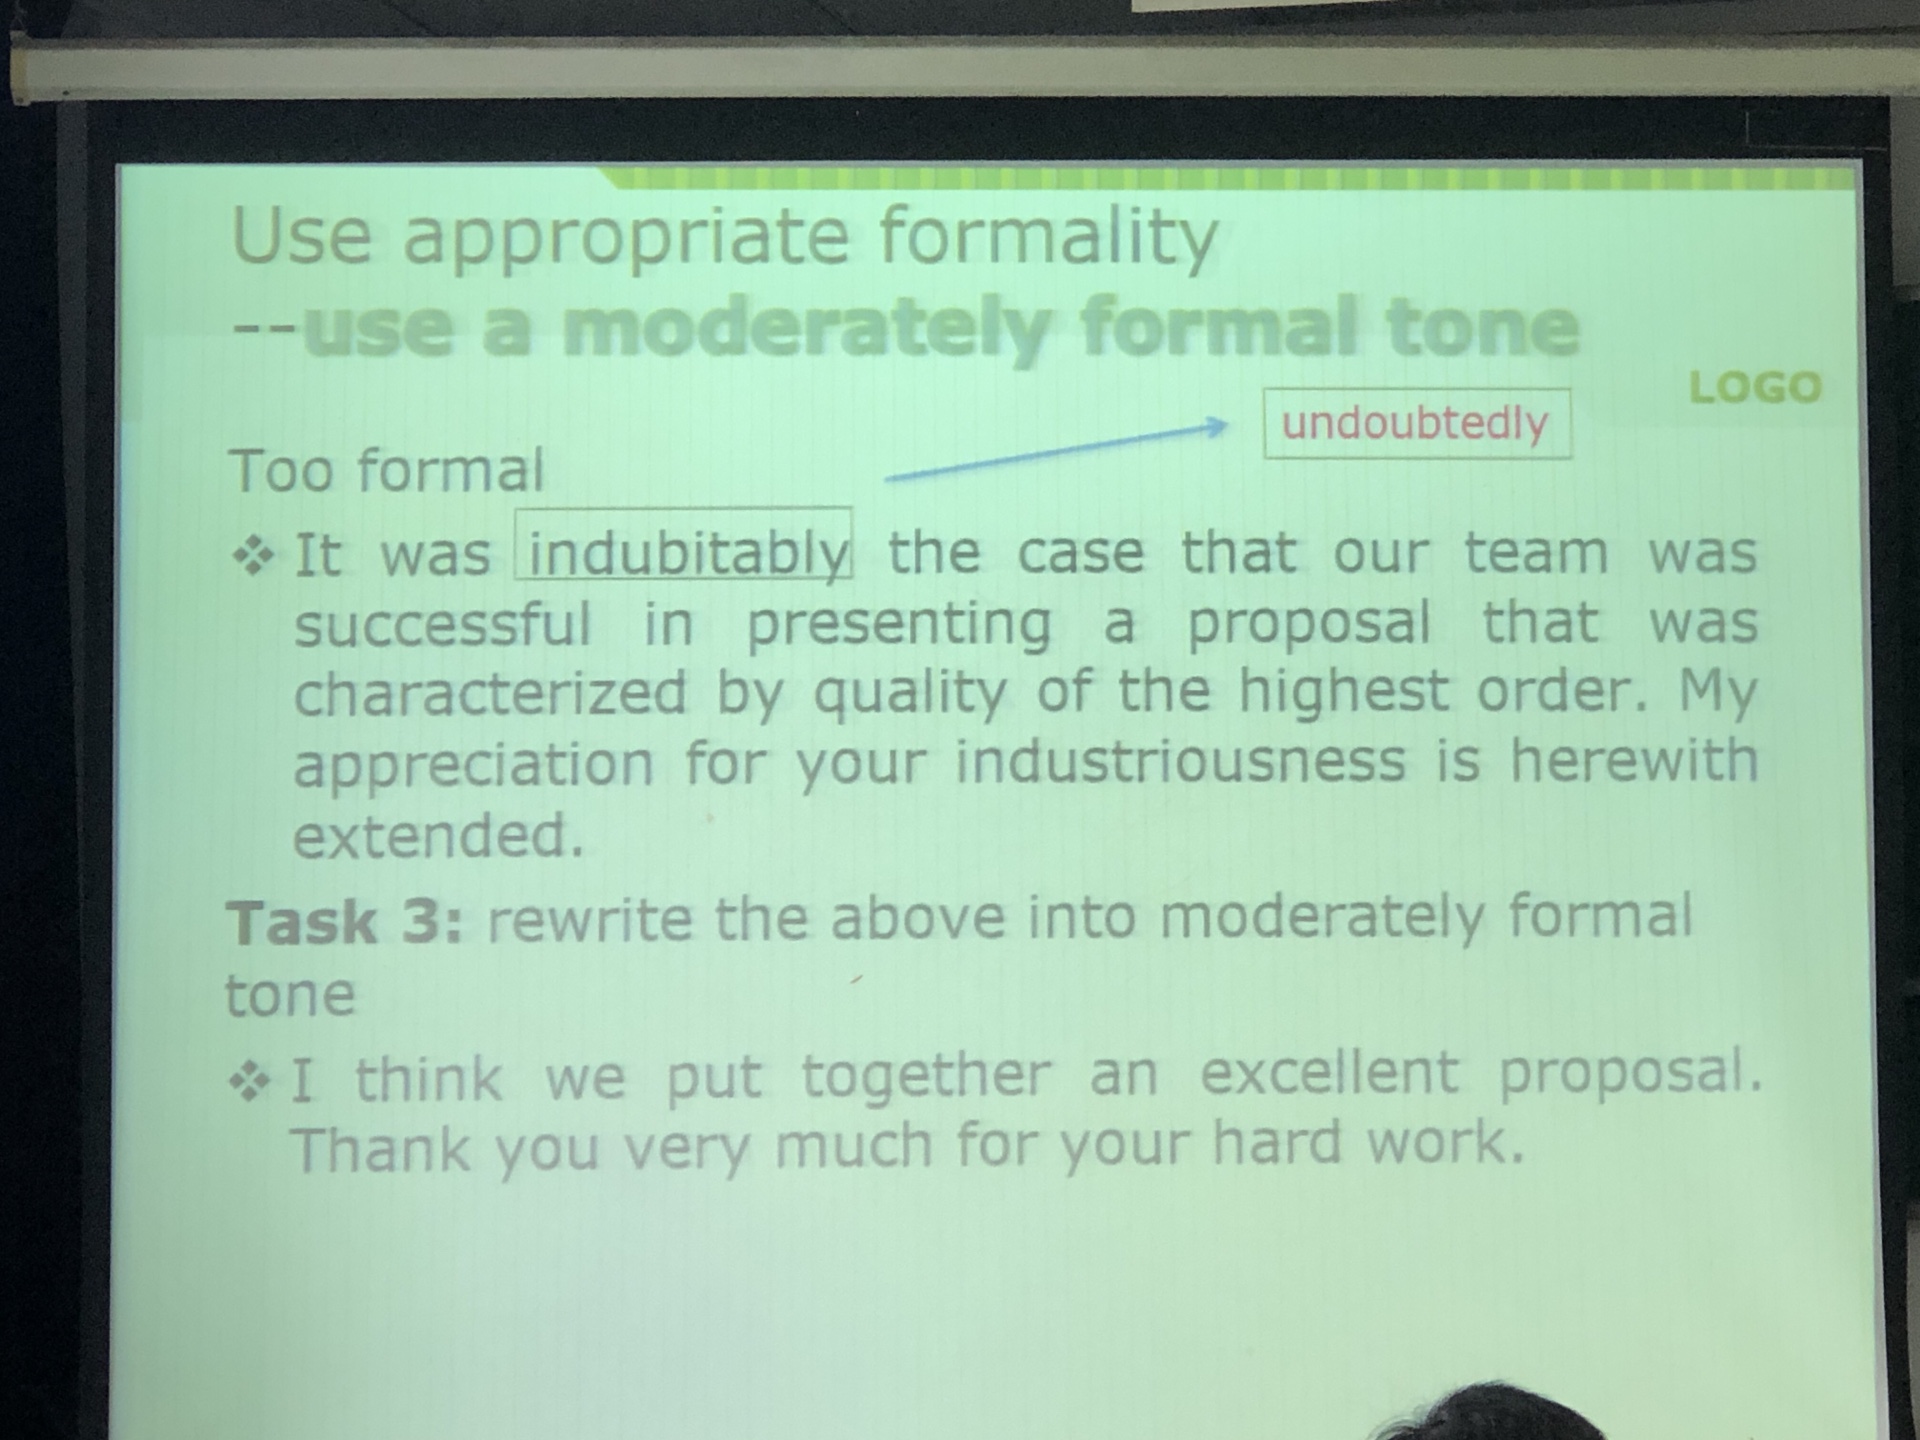 Use appropriate formality
--use a moderately formal tone
LOGO
undoubtedly
Too formal
❖ It was indubitably the case that our team was
successful in presenting a proposal that was
characterized by quality of the highest order. My
appreciation for your industriousness is herewith
extended.
Task 3: rewrite the above into moderately formal
tone
❖ I think we put together an excellent proposal.
Thank you very much for your hard work.